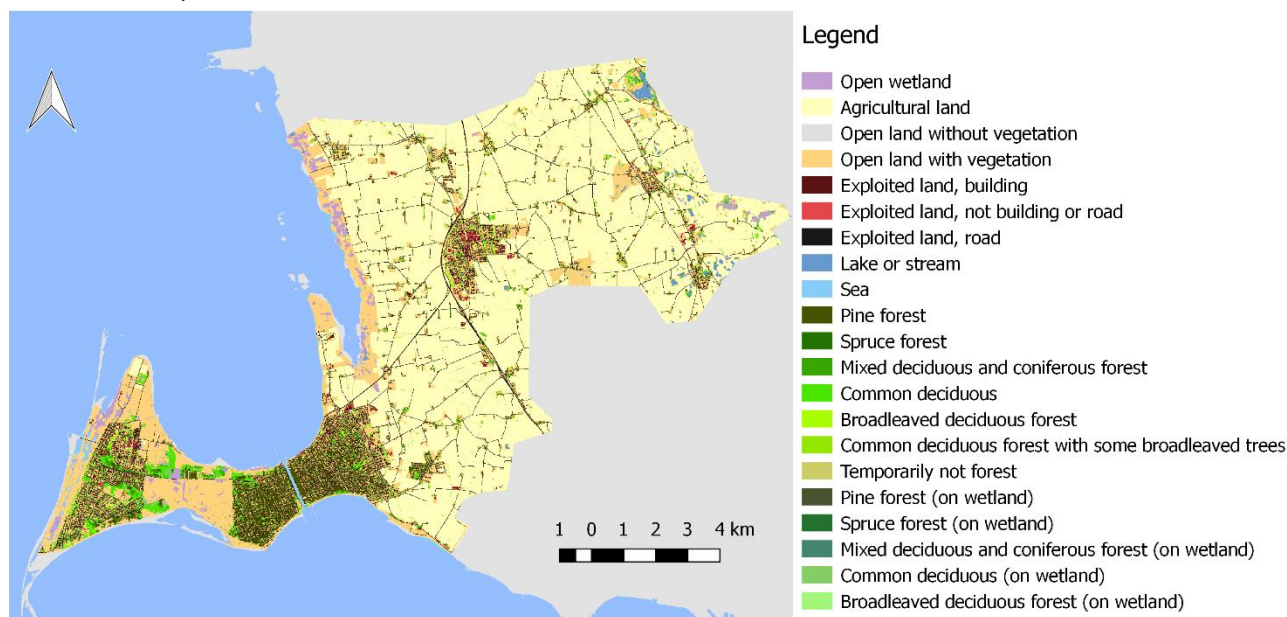 Legend
Open wetland
Agricultural land
Open land without vegetation
Open land with vegetation
Exploited land, building
Exploited land, not building or road
Exploited land, road
Lake or stream
Sea
Pine forest
Spruce forest
Mixed deciduous and coniferous forest
Common deciduous
Broadleaved deciduous forest
Common deciduous forest with some broadleaved trees
Temporarily not forest
Pine forest (on wetland)
Spruce forest (on wetland)
Mixed deciduous and coniferous forest (on wetland)
Common deciduous (on wetland)
Broadleaved deciduous forest (on wetland)
1 0 1 2 3 4 km